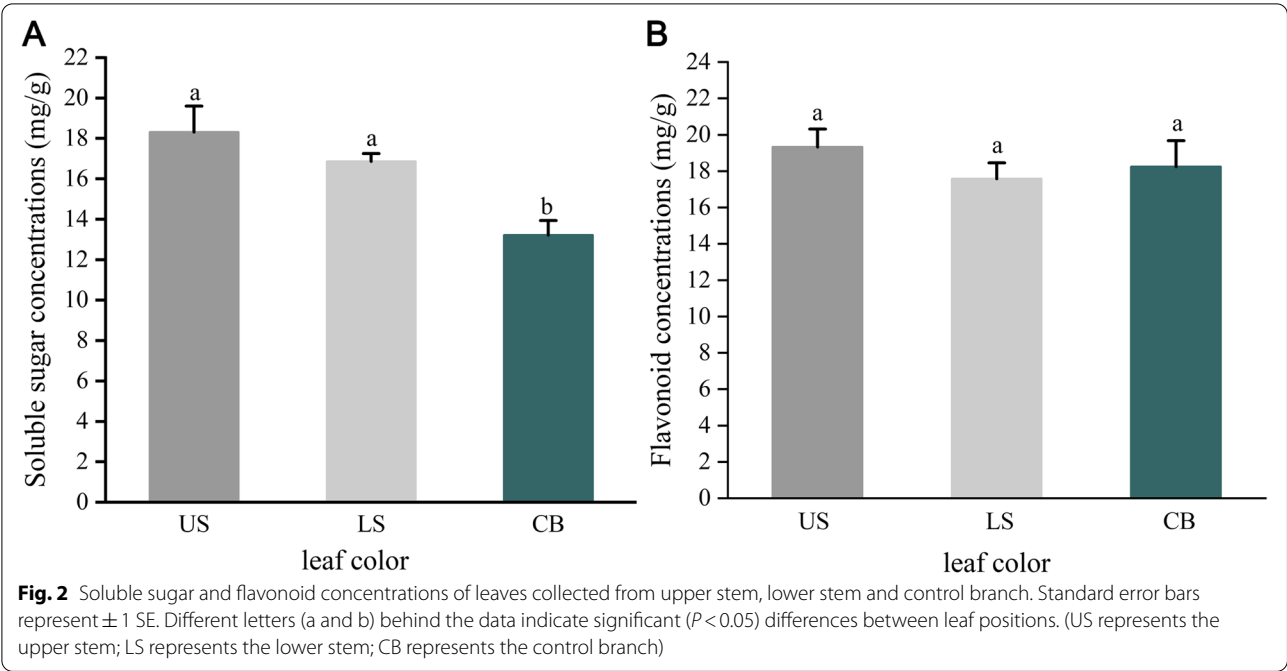 A
Soluble sugar concentrations (mg/g)
22
20
18
16
14
12
10
8
6
4
2
0
a
a
b
US
LS
CB
leaf color
B
Flavonoid concentrations (mg/g)
24
22
20
18
16
14
12
10
8
6
4
2
0
a
a
a
US
LS
CB
leaf color
Fig. 2 Soluble sugar and flavonoid concentrations of leaves collected from upper stem, lower stem and control branch. Standard error bars
represent ± 1 SE. Different letters (a and b) behind the data indicate significant (P < 0.05) differences between leaf positions. (US represents the
upper stem; LS represents the lower stem; CB represents the control branch)